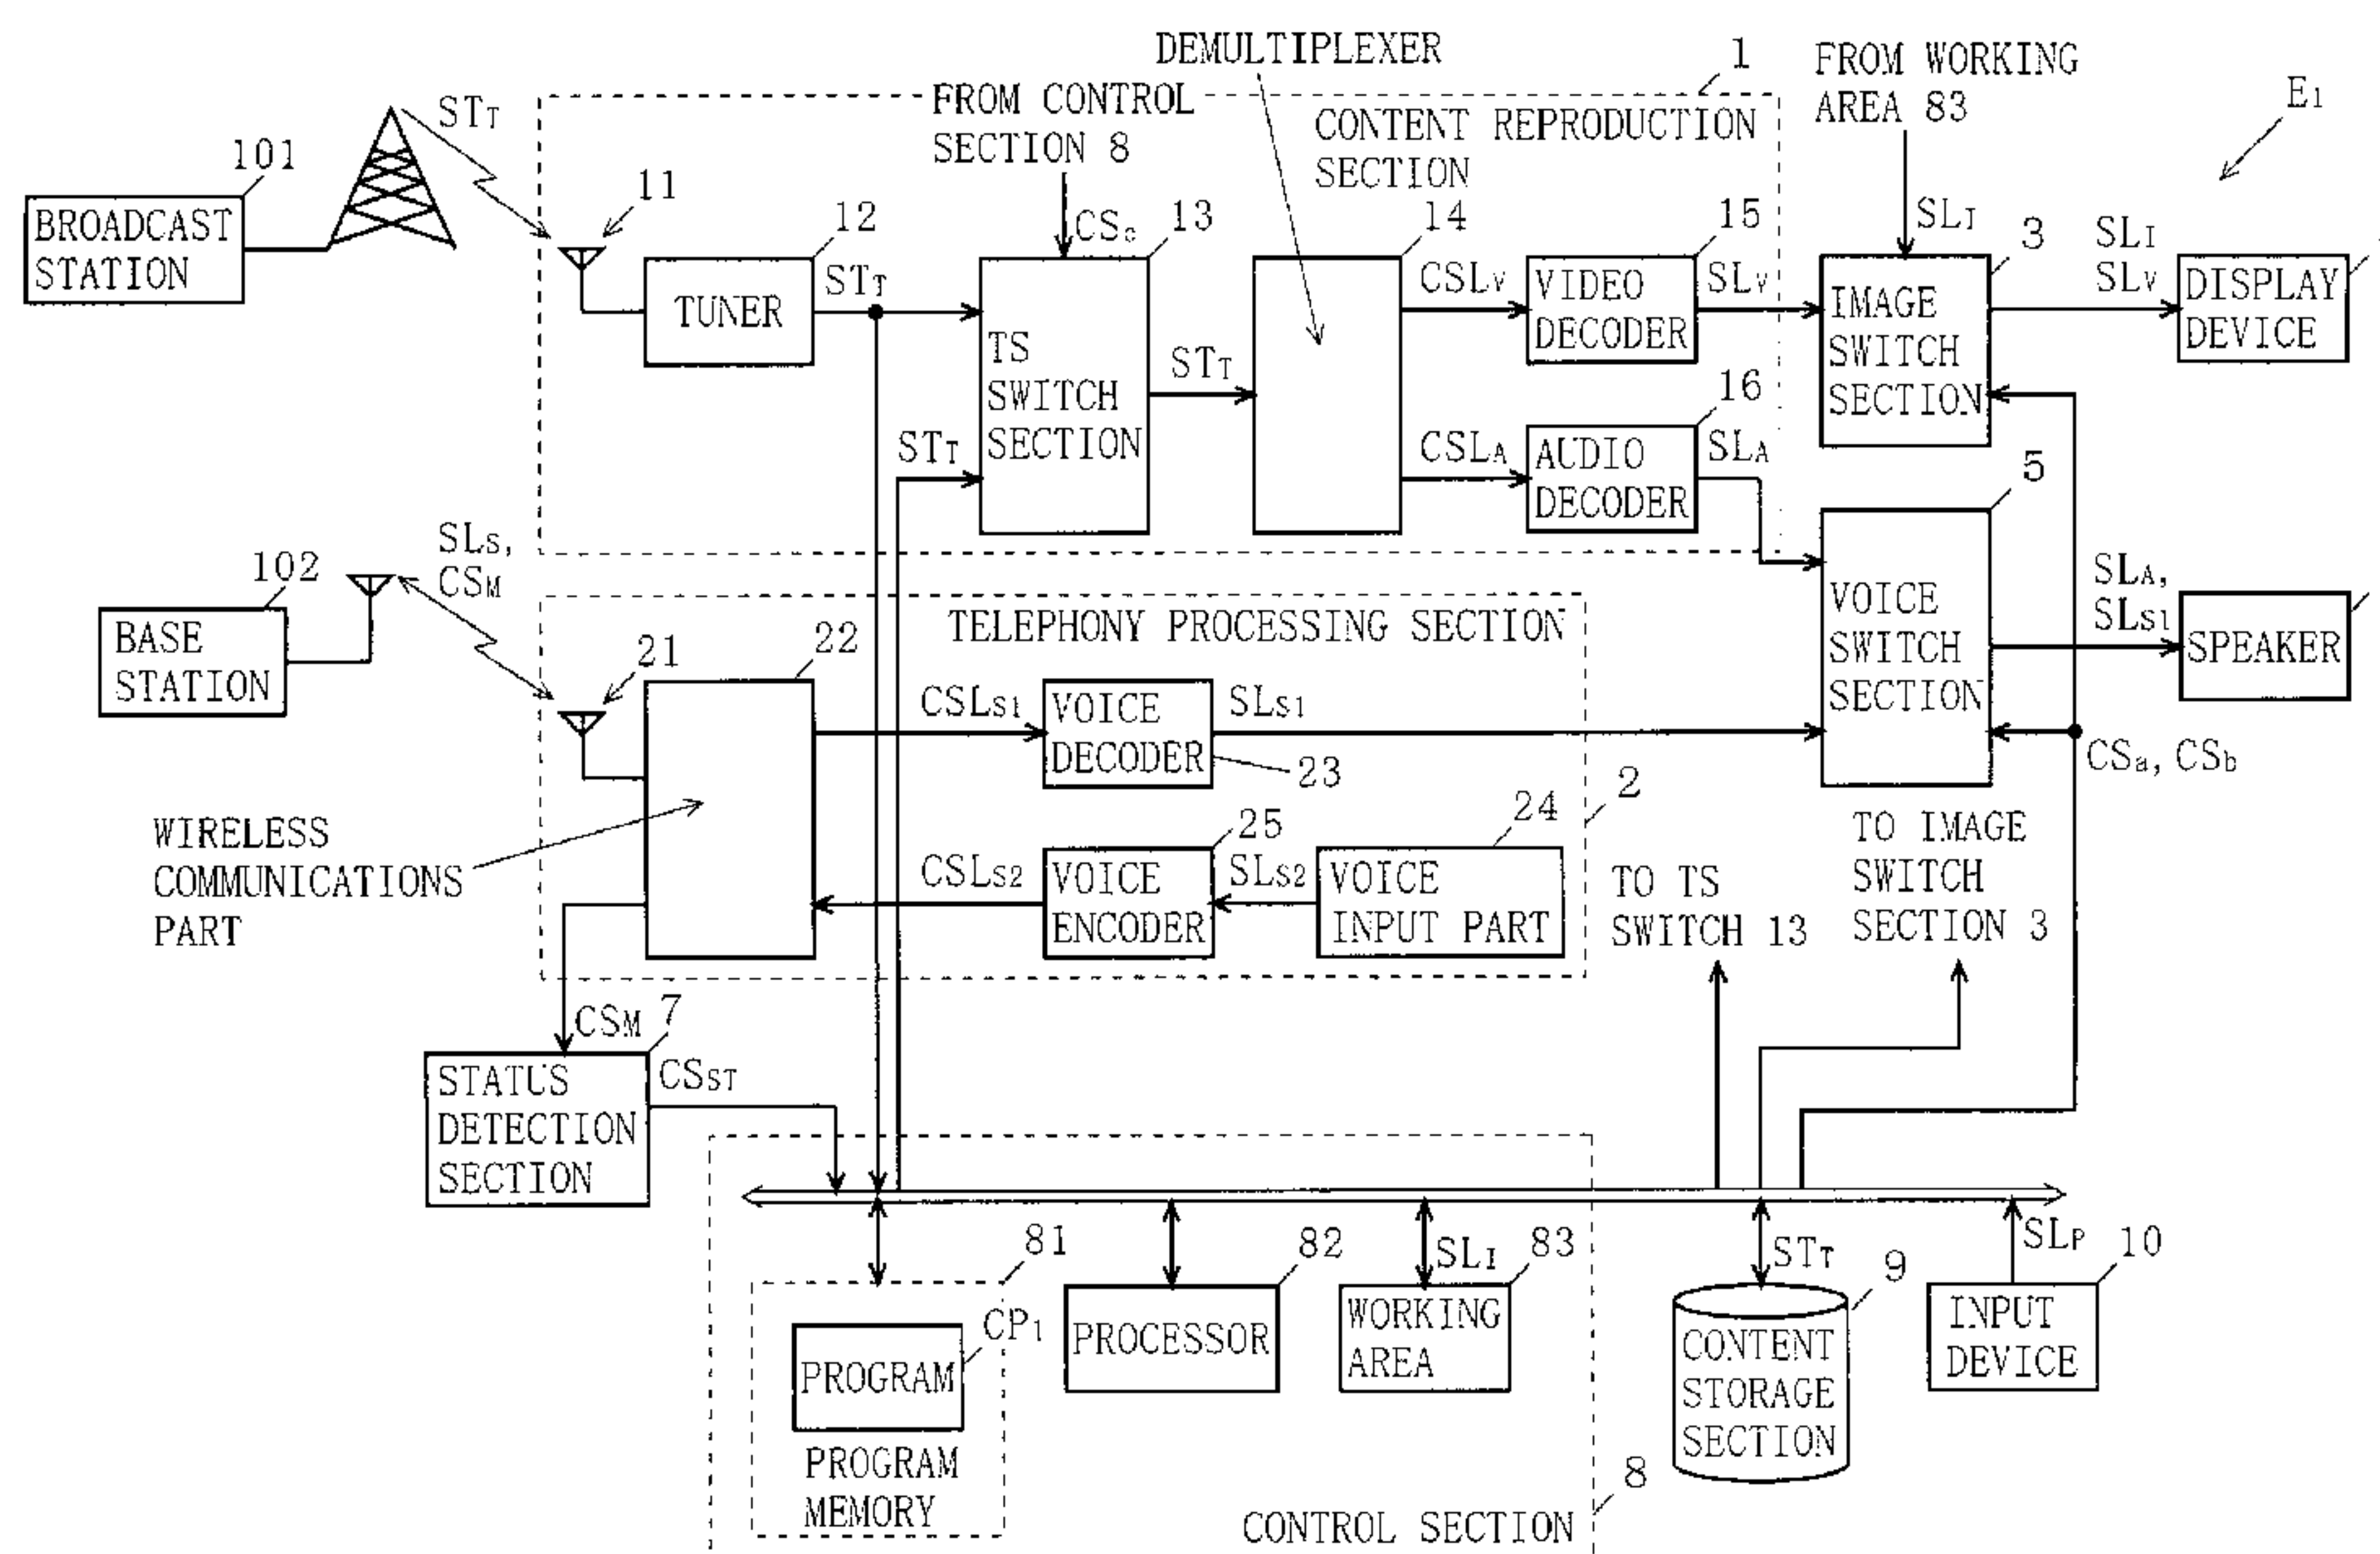 DEMULTIPLEXER
1
FROM WORKING
AREA 83
E1
STT
FROM CONTROL
SECTION 8
CONTENT REPRODUCTION
SECTION
101
BROADCAST
STATION
11
12
TUNER
STT
CSc
13
TS
SWITCH
SECTION
STT
STT
14
CSLV
15
VIDEO
DECODER
SLV
SLI
3
IMAGE
SWITCH
SECTION
SLI
SLV
DISPLAY
DEVICE
CSLA
16
AUDIO
DECODER
SLA
5
VOICE
SWITCH
SECTION
SLA,
SLS1
SPEAKER
CSa, CSb
102
BASE
STATION
SLS,
CSM
TELEPHONY PROCESSING SECTION
21
22
CSLS1
VOICE
DECODER
SLS1
23
2
WIRELESS
COMMUNICATIONS
PART
CSLS2
25
VOICE
ENCODER
SLS2
24
VOICE
INPUT PART
TO TS
SWITCH 13
TO IMAGE
SWITCH
SECTION 3
CSM
7
STATUS
DETECTION
SECTION
CSST
81
CP1
PROGRAM
PROGRAM
MEMORY
82
PROCESSOR
SLI
83
WORKING
AREA
STT
9
CONTENT
STORAGE
SECTION
SLP
10
INPUT
DEVICE
8
CONTROL SECTION